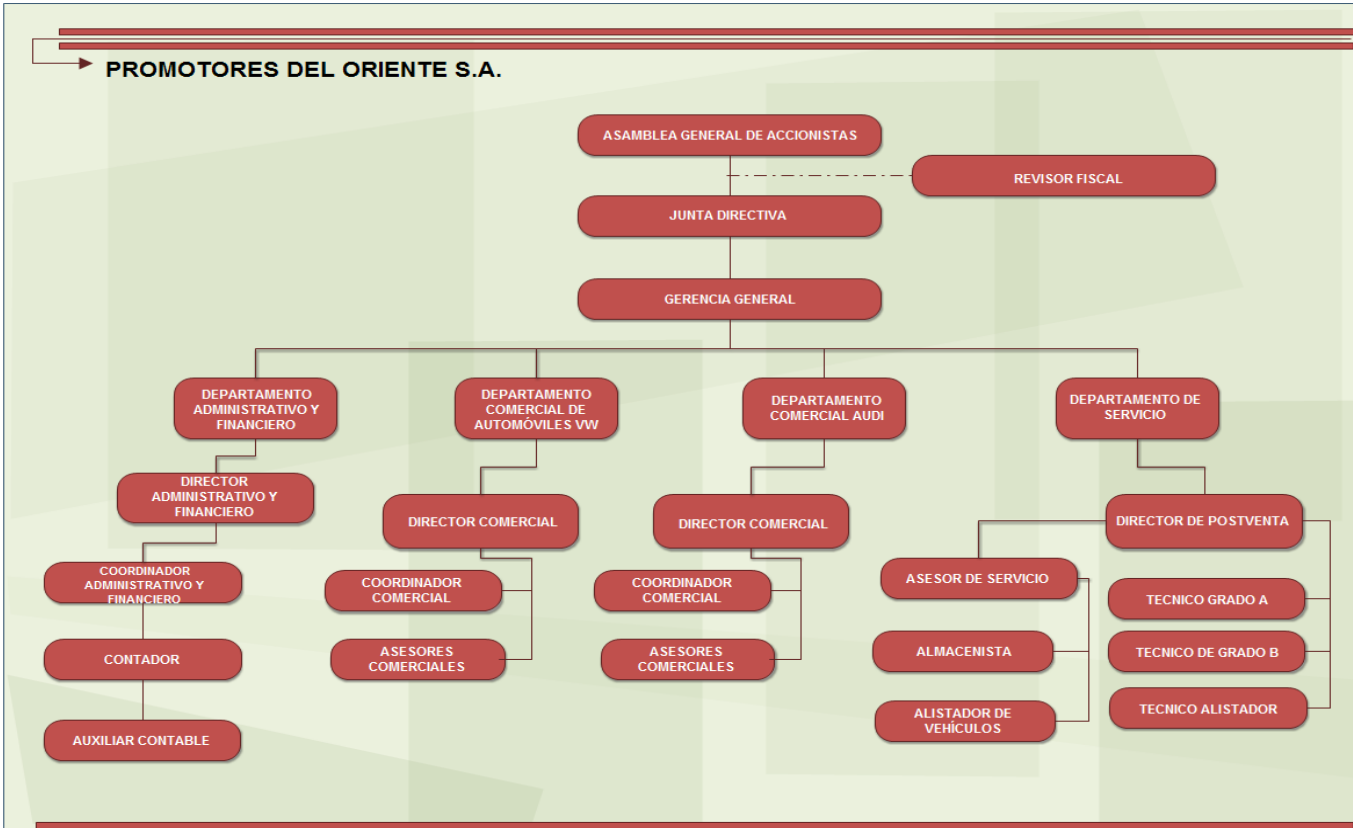 PROMOTORES DEL ORIENTE S.A.
ASAMBLEA GENERAL DE ACCIONISTAS
REVISOR FISCAL
JUNTA DIRECTIVA
GERENCIA GENERAL
DEPARTAMENTO
ADMINISTRATIVO Y
FINANCIERO
DEPARTAMENTO
COMERCIAL DE
AUTOMÓVILES VW
DEPARTAMENTO
COMERCIAL AUDI
DEPARTAMENTO DE
SERVICIO
DIRECTOR
ADMINISTRATIVO Y
FINANCIERO
DIRECTOR COMERCIAL
DIRECTOR COMERCIAL
DIRECTOR DE POSTVENTA
COORDINADOR
ADMINISTRATIVO Y
FINANCIERO
COORDINADOR
COMERCIAL
COORDINADOR
COMERCIAL
ASESOR DE SERVICIO
TECNICO GRADO A
CONTADOR
ASESORES
COMERCIALES
ASESORES
COMERCIALES
ALMACENISTA
TECNICO DE GRADO B
AUXILIAR CONTABLE
ALISTADOR DE
VEHÍCULOS
TECNICO ALISTADOR